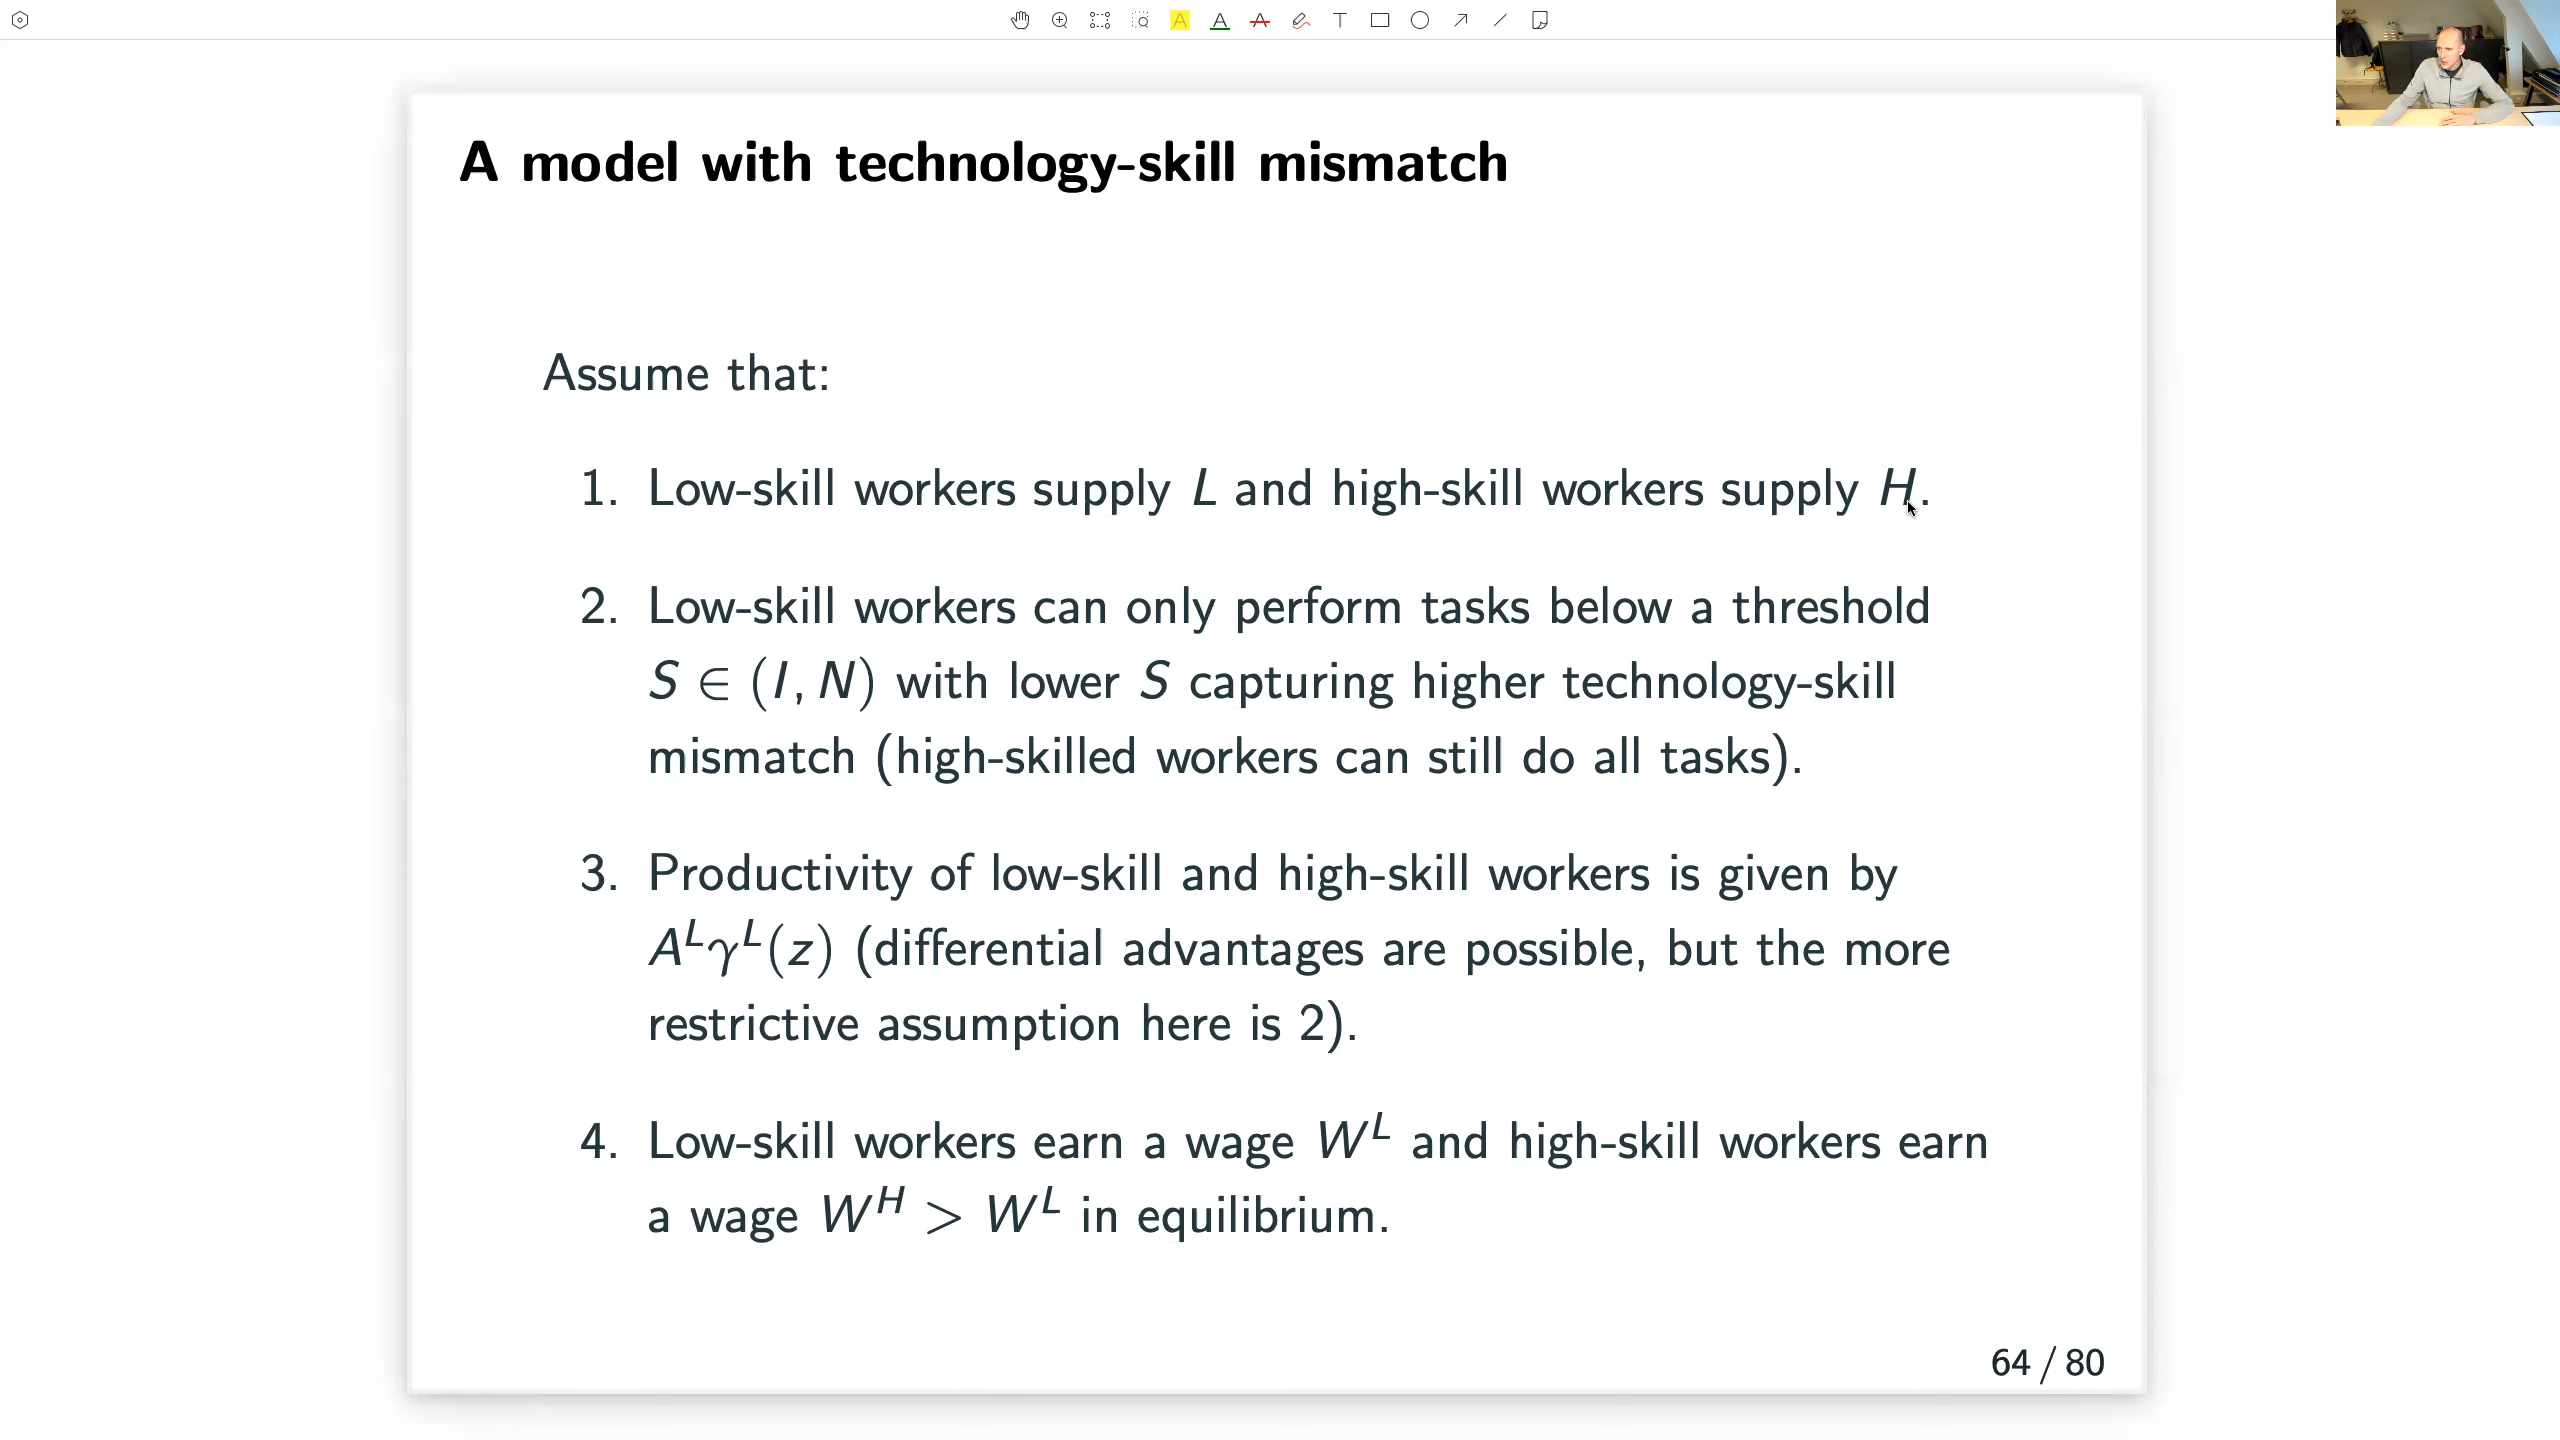 A model with technology-skill mismatch
Assume that:
1. Low-skill workers supply L and high-skill workers supply H.
2. Low-skill workers can only perform tasks below a threshold
S ∈ (I, N) with lower S capturing higher technology-skill
mismatch (high-skilled workers can still do all tasks).
3. Productivity of low-skill and high-skill workers is given by
A^L γ^L(z) (differential advantages are possible, but the more
restrictive assumption here is 2).
4. Low-skill workers earn a wage W^L and high-skill workers earn
a wage W^H > W^L in equilibrium.
64 / 80